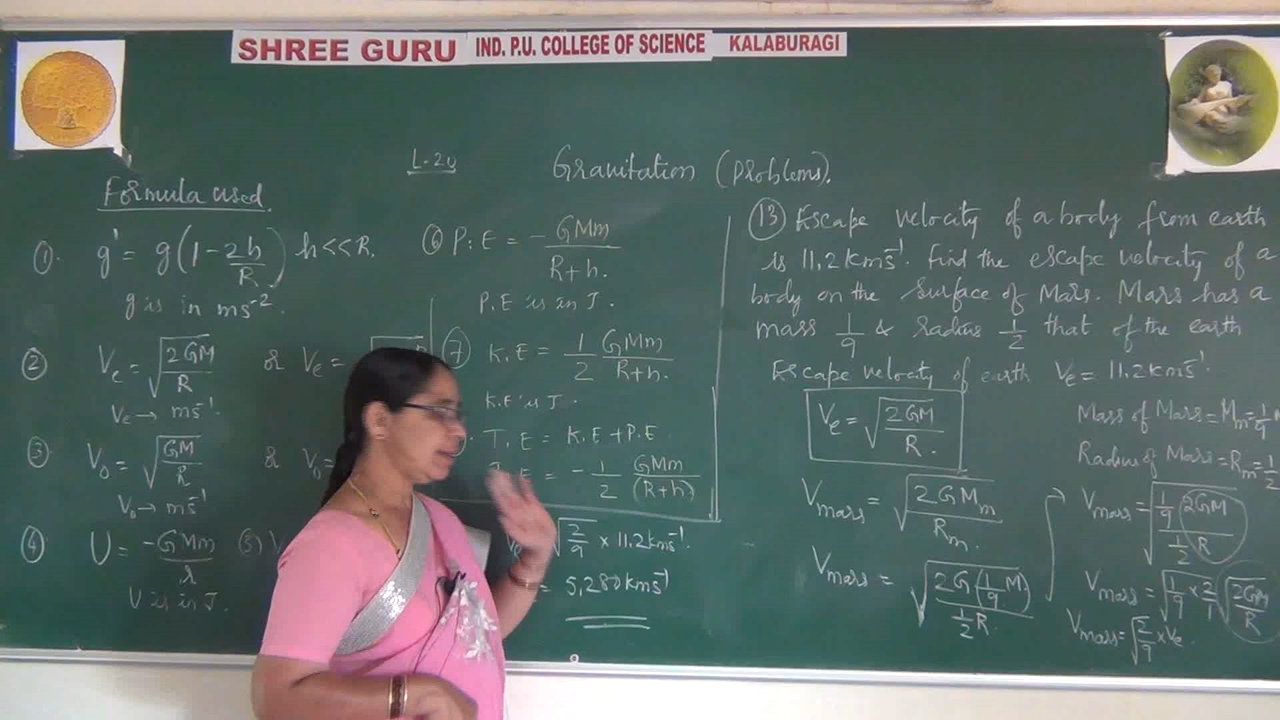 SHREE GURU IND. P.U. COLLEGE OF SCIENCE KALABURAGI
L-20
Gravitation (Problems).
Formula used.
① g' = g(1-2h/R) h<<R.
g is in ms⁻²
② Ve = √(2GM/R) or Ve =
Ve → ms⁻¹
③ V₀ = √(GM/R) & V₀ =
V₀ → ms⁻¹
④ U = -GMm/r (5) V
U is in J.
⑥ P.E = -GMm/R+h.
P.E is in J.
⑦ K.E = 1/2 GMm/R+h.
K.E is J.
T.E = K.E + P.E
E = -1/2 GMm/(R+h)
√(2/9) × 11.2 kms⁻¹.
= 5.280 kms⁻¹
⑬ Escape velocity of a body from earth
is 11.2 kms⁻¹. Find the escape velocity of a
body on the surface of Mars. Mars has a
mass 1/9 & radius 1/2 that of the earth
Escape velocity of earth Ve = 11.2 kms⁻¹.
Ve = √(2GM/R).
Mass of Mars = Mm = 1/9
Radius of Mars = Rm = 1/2
Vmars = √(2GMm/Rm)
Vmars = √(2G(1/9 M)/(1/2 R))
Vmars = √(1/9 2GM/(1/2 R))
Vmars = √(1/9 × 2/1) √(2GM/R)
Vmars = √(2/9) × Ve.